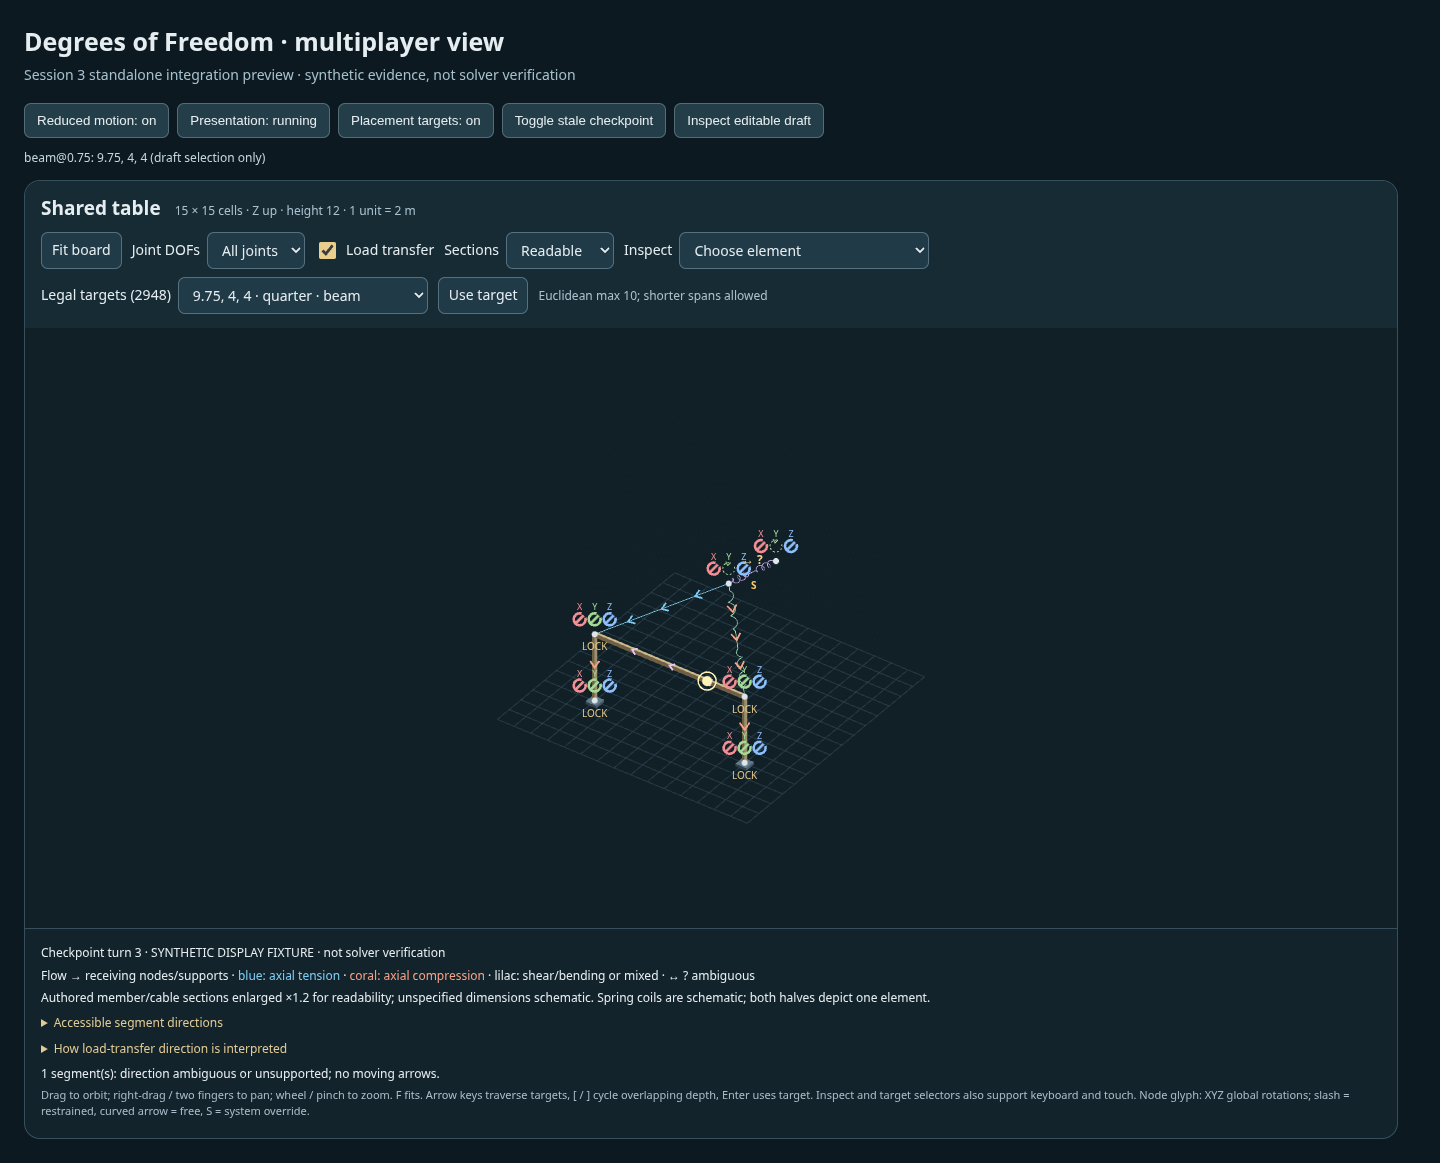 Degrees of Freedom · multiplayer view
Session 3 standalone integration preview · synthetic evidence, not solver verification
Reduced motion: on
Presentation: running
Placement targets: on
Toggle stale checkpoint
Inspect editable draft
beam@0.75: 9.75, 4, 4 (draft selection only)
Shared table
15 × 15 cells · Z up · height 12 · 1 unit = 2 m
Fit board
Joint DOFs
All joints
Load transfer
Sections
Readable
Inspect
Choose element
Legal targets (2948)
9.75, 4, 4 · quarter · beam
Use target
Euclidean max 10; shorter spans allowed
X Y Z
X Y Z
?
S
X Y Z
LOCK
X Y Z
X Y Z
LOCK
LOCK
X Y Z
LOCK
Checkpoint turn 3 · SYNTHETIC DISPLAY FIXTURE · not solver verification
Flow → receiving nodes/supports · blue: axial tension · coral: axial compression · lilac: shear/bending or mixed · ↔ ? ambiguous
Authored member/cable sections enlarged ×1.2 for readability; unspecified dimensions schematic. Spring coils are schematic; both halves depict one element.
▶ Accessible segment directions
▶ How load-transfer direction is interpreted
1 segment(s): direction ambiguous or unsupported; no moving arrows.
Drag to orbit; right-drag / two fingers to pan; wheel / pinch to zoom. F fits. Arrow keys traverse targets, [ / ] cycle overlapping depth, Enter uses target. Inspect and target selectors also support keyboard and touch. Node glyph: XYZ global rotations; slash =
restrained, curved arrow = free, S = system override.